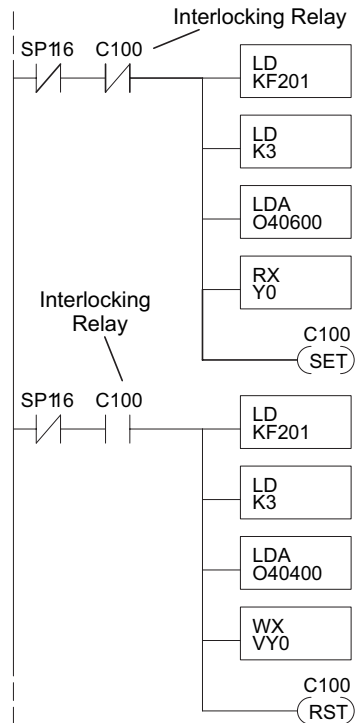 Interlocking Relay
SP116 C100
LD
KF201
LD
K3
LDA
O40600
RX
Y0
C100
SET
Interlocking
Relay
SP116 C100
LD
KF201
LD
K3
LDA
O40400
WX
VY0
C100
RST